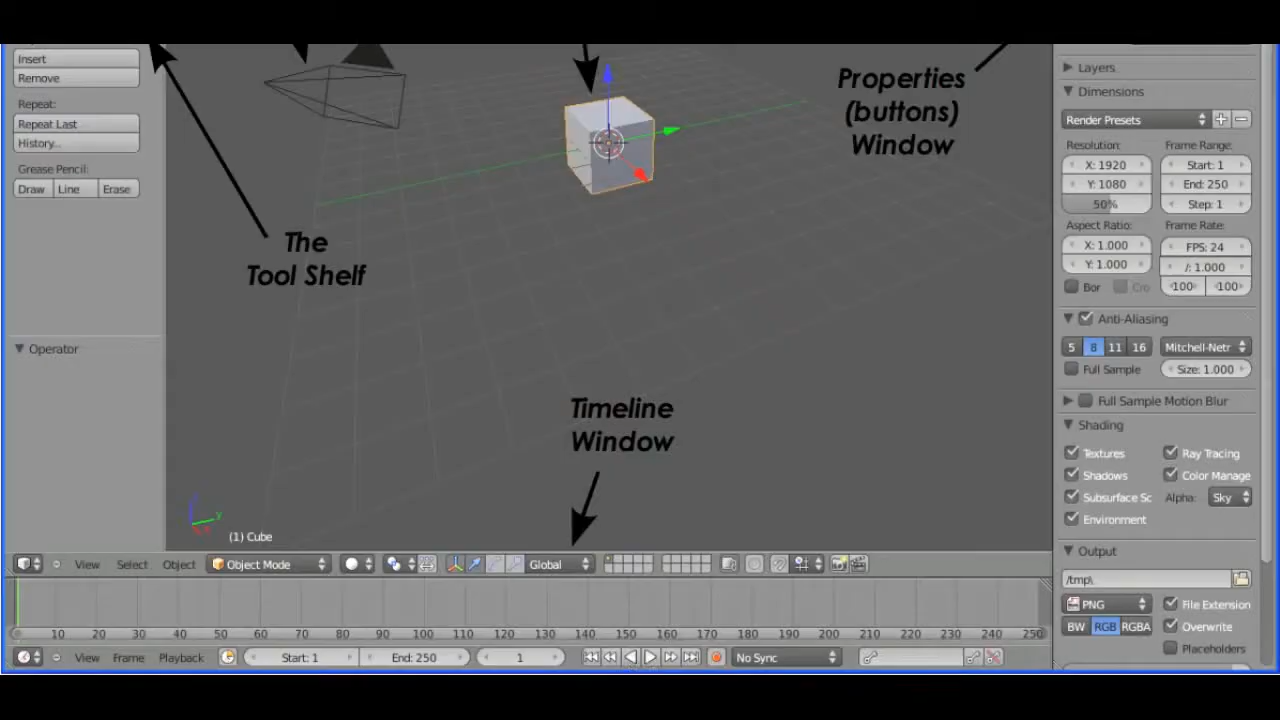 Insert
Remove
Repeat:
Repeat Last
History...
Grease Pencil:
Draw Line Erase
The
Tool Shelf
Operator
Properties
(buttons)
Window
Timeline
Window
y
(1) Cube
Layers
Dimensions
Render Presets
Resolution: Frame Range:
X: 1920 Start: 1
Y: 1080 End: 250
50% Step: 1
Aspect Ratio: Frame Rate:
X: 1.000 FPS: 24
Y: 1.000 /: 1.000
Bor Cro 100 100
Anti-Aliasing
5 8 11 16 Mitchell-Netr
Full Sample Size: 1.000
Full Sample Motion Blur
Shading
Textures Ray Tracing
Shadows Color Manage
Subsurface Sc Alpha: Sky
Environment
Output
/tmp\
PNG File Extension
BW RGB RGBA Overwrite
Placeholders
View Select Object Object Mode Global
10 20 30 40 50 60 70 80 90 100 110 120 130 140 150 160 170 180 190 200 210 220 230 240 250
View Frame Playback Start: 1 End: 250 1 No Sync